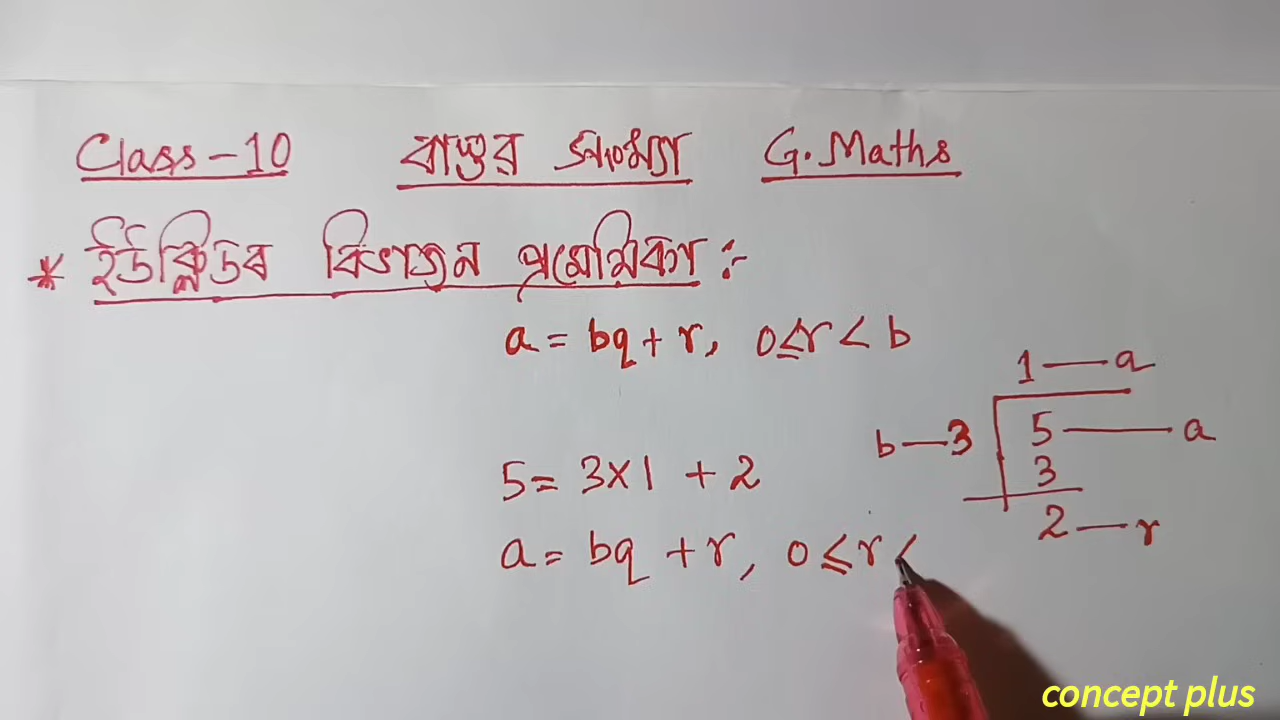 Class-10 বাস্তৱ সংখ্যা G. Maths
* ইউক্লিডৰ বিভাজন প্ৰমেয়িকা :-
a = bq + r, 0 ≤ r < b
1 — a
b — 3 5 — a
3
2 — r
5 = 3×1 + 2
a = bq + r, 0 ≤ r <
concept plus